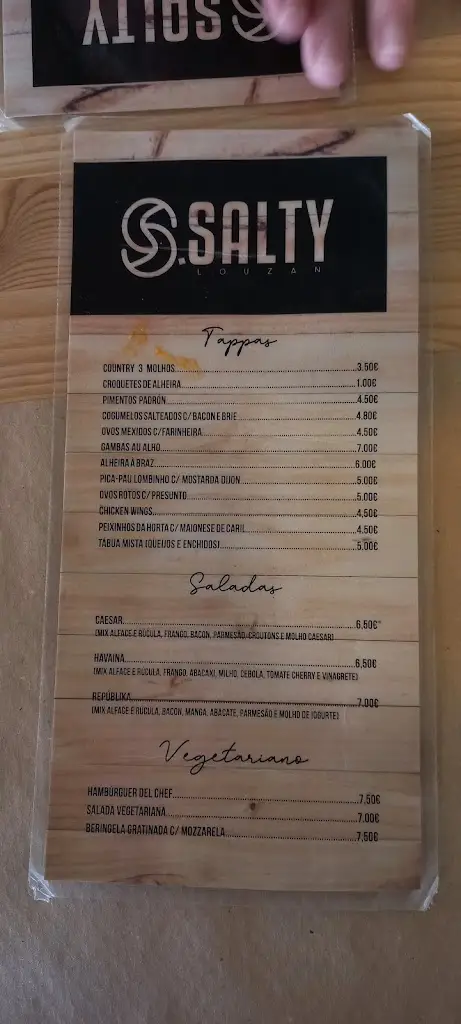 SALTY
S.SALTY
LOUZAN
Tappas
COUNTRY 3 MOLHOS 3.50€
CROQUETES DE ALHEIRA 1.00€
PIMENTOS PADRÓN 4.50€
COGUMELOS SALTEADOS C/ BACON E BRIE 4.80€
OVOS MEXIDOS C/FARINHEIRA 4.50€
GAMBAS AU ALHO 7.00€
ALHEIRA À BRAZ 6.00€
PICA-PAU LOMBINHO C/ MOSTARDA DIJON 5.00€
OVOS ROTOS C/ PRESUNTO 5.00€
CHICKEN WINGS 4,50€
PEIXINHOS DA HORTA C/ MAIONESE DE CARIL 4.50€
TÁBUA MISTA (QUEIJOS E ENCHIDOS) 5.00€
Saladas
CAESAR 6,50€
(MIX ALFACE E RÚCULA, FRANGO, BACON, PARMESÃO, CROUTONS E MOLHO CAESAR)
HAVAINA 6,50€
(MIX ALFACE E RÚCULA, FRANGO, ABACAXI, MILHO, CEBOLA, TOMATE CHERRY E VINAGRETE)
REPÚBLIKA 7.00€
(MIX ALFACE E RÚCULA, BACON, MANGA, ABACATE, PARMESÃO E MOLHO DE IOGURTE)
Vegetariano
HAMBÚRGUER DEL CHEF 7,50€
SALADA VEGETARIANA 7.00€
BERINGELA GRATINADA C/ MOZZARELA 7,50€